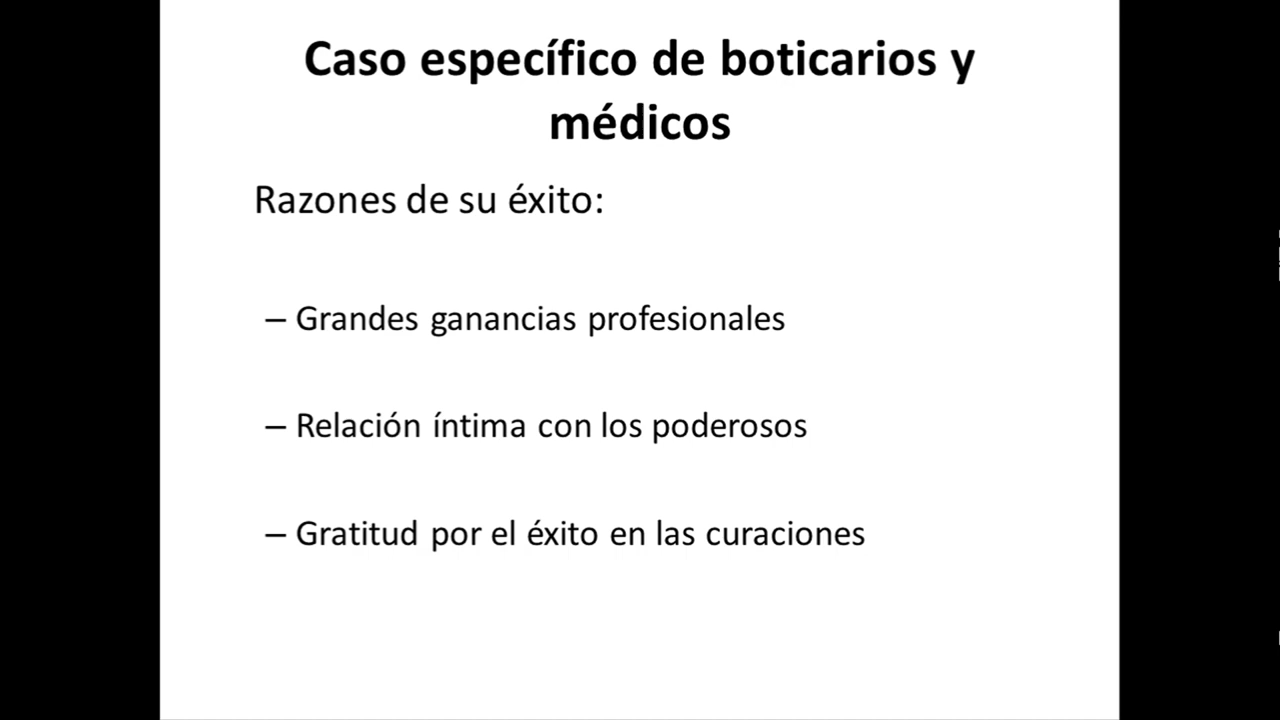 Caso específico de boticarios y
médicos
Razones de su éxito:
– Grandes ganancias profesionales
– Relación íntima con los poderosos
– Gratitud por el éxito en las curaciones